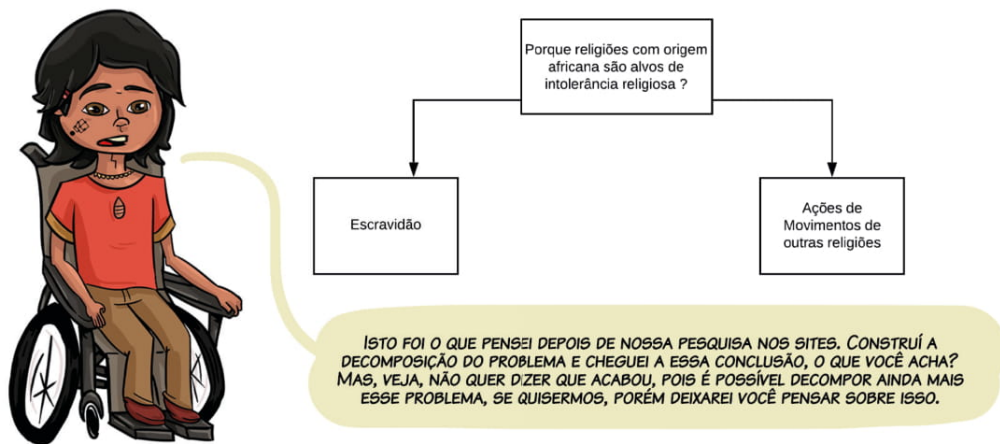 Porque religiões com origem
africana são alvos de
intolerância religiosa ?
Escravidão
Ações de
Movimentos de
outras religiões
ISTO FOI O QUE PENSEI DEPOIS DE NOSSA PESQUISA NOS SITES. CONSTRUÍ A
DECOMPOSIÇÃO DO PROBLEMA E CHEGUEI A ESSA CONCLUSÃO, O QUE VOCÊ ACHA?
MAS, VEJA, NÃO QUER DIZER QUE ACABOU, POIS É POSSÍVEL DECOMPOR AINDA MAIS
ESSE PROBLEMA, SE QUISERMOS, PORÉM DEIXAREI VOCÊ PENSAR SOBRE ISSO.